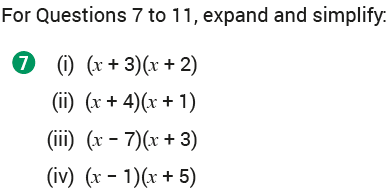 For Questions 7 to 11, expand and simplify:
7 (i) (x + 3)(x + 2)
(ii) (x + 4)(x + 1)
(iii) (x − 7)(x + 3)
(iv) (x − 1)(x + 5)